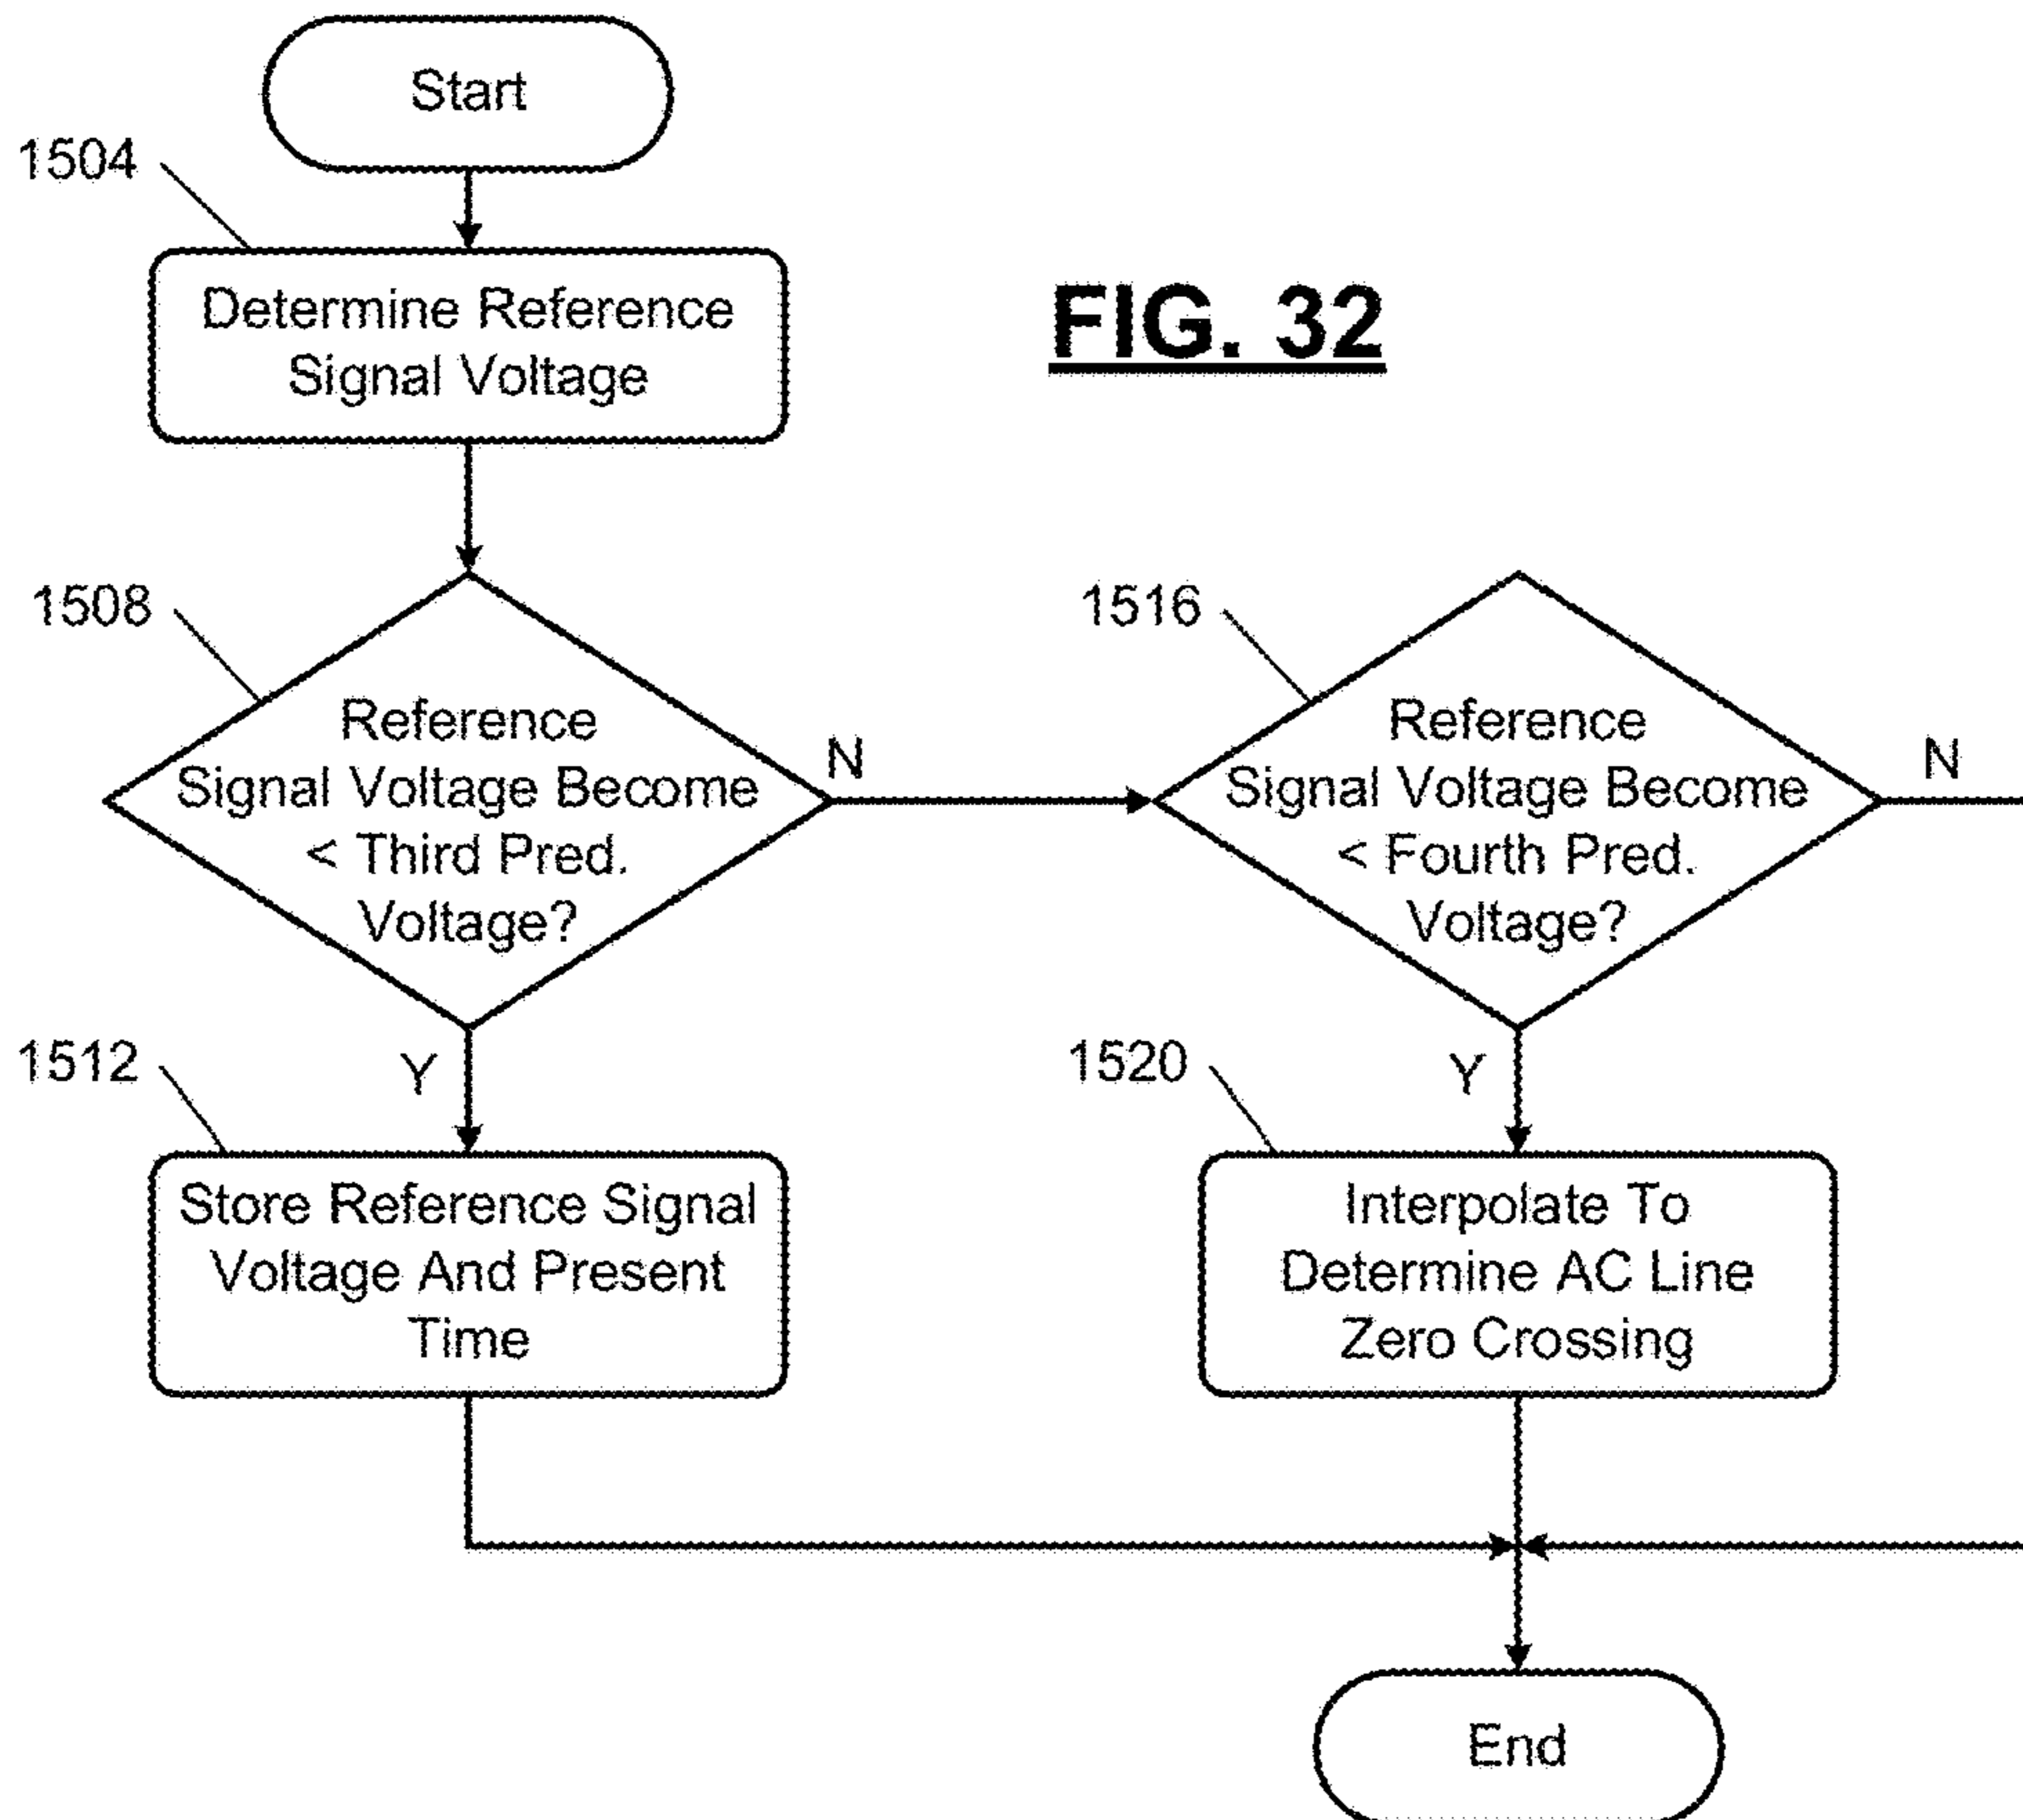 Start
1504
Determine Reference
Signal Voltage
FIG. 32
1508
Reference
Signal Voltage Become
< Third Pred.
Voltage?
N
Y
1516
Reference
Signal Voltage Become
< Fourth Pred.
Voltage?
N
Y
1512
Store Reference Signal
Voltage And Present
Time
1520
Interpolate To
Determine AC Line
Zero Crossing
End